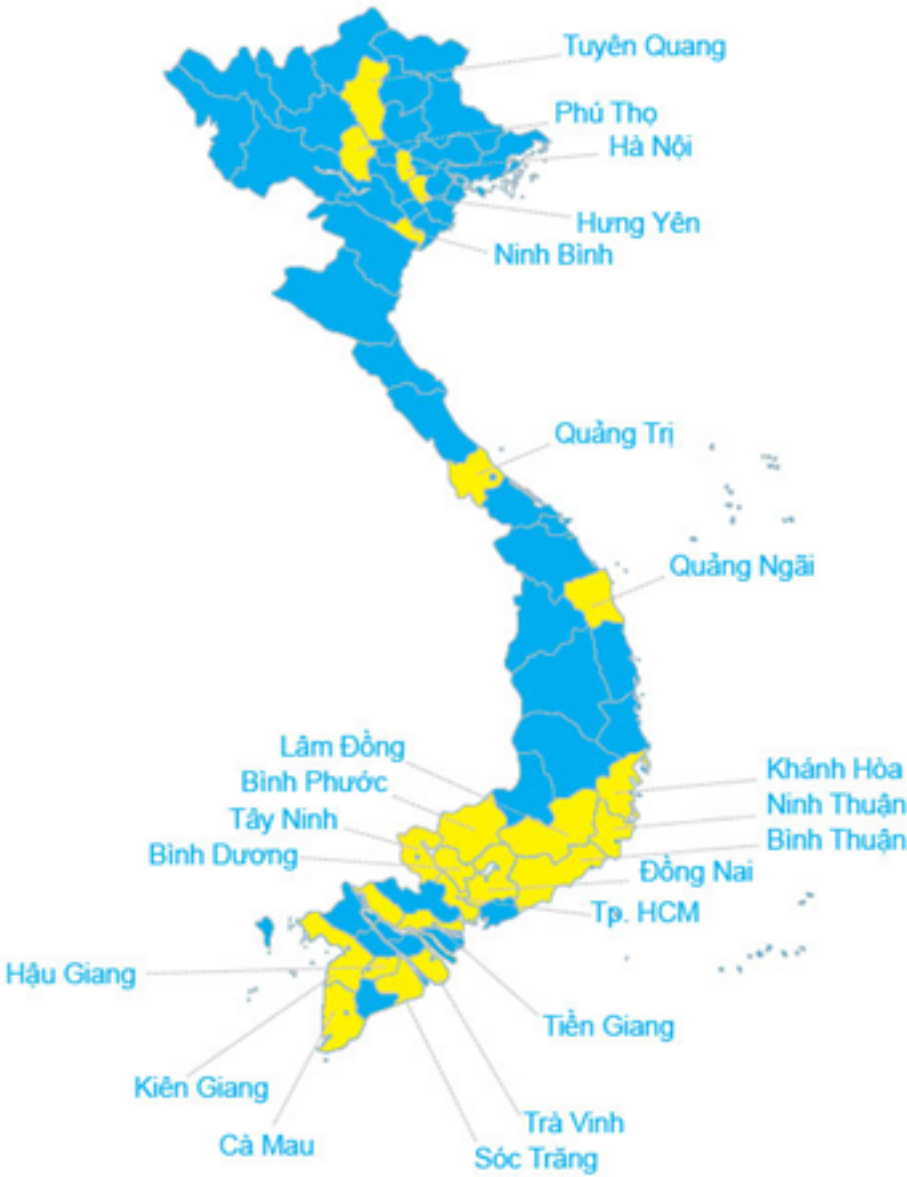 Tuyên Quang
Phú Thọ
Hà Nội
Hưng Yên
Ninh Bình
Quảng Trị
Quảng Ngãi
Lâm Đồng
Bình Phước
Tây Ninh
Bình Dương
Khánh Hòa
Ninh Thuận
Bình Thuận
Đồng Nai
Tp. HCM
Hậu Giang
Tiền Giang
Kiên Giang
Cà Mau
Trà Vinh
Sóc Trăng